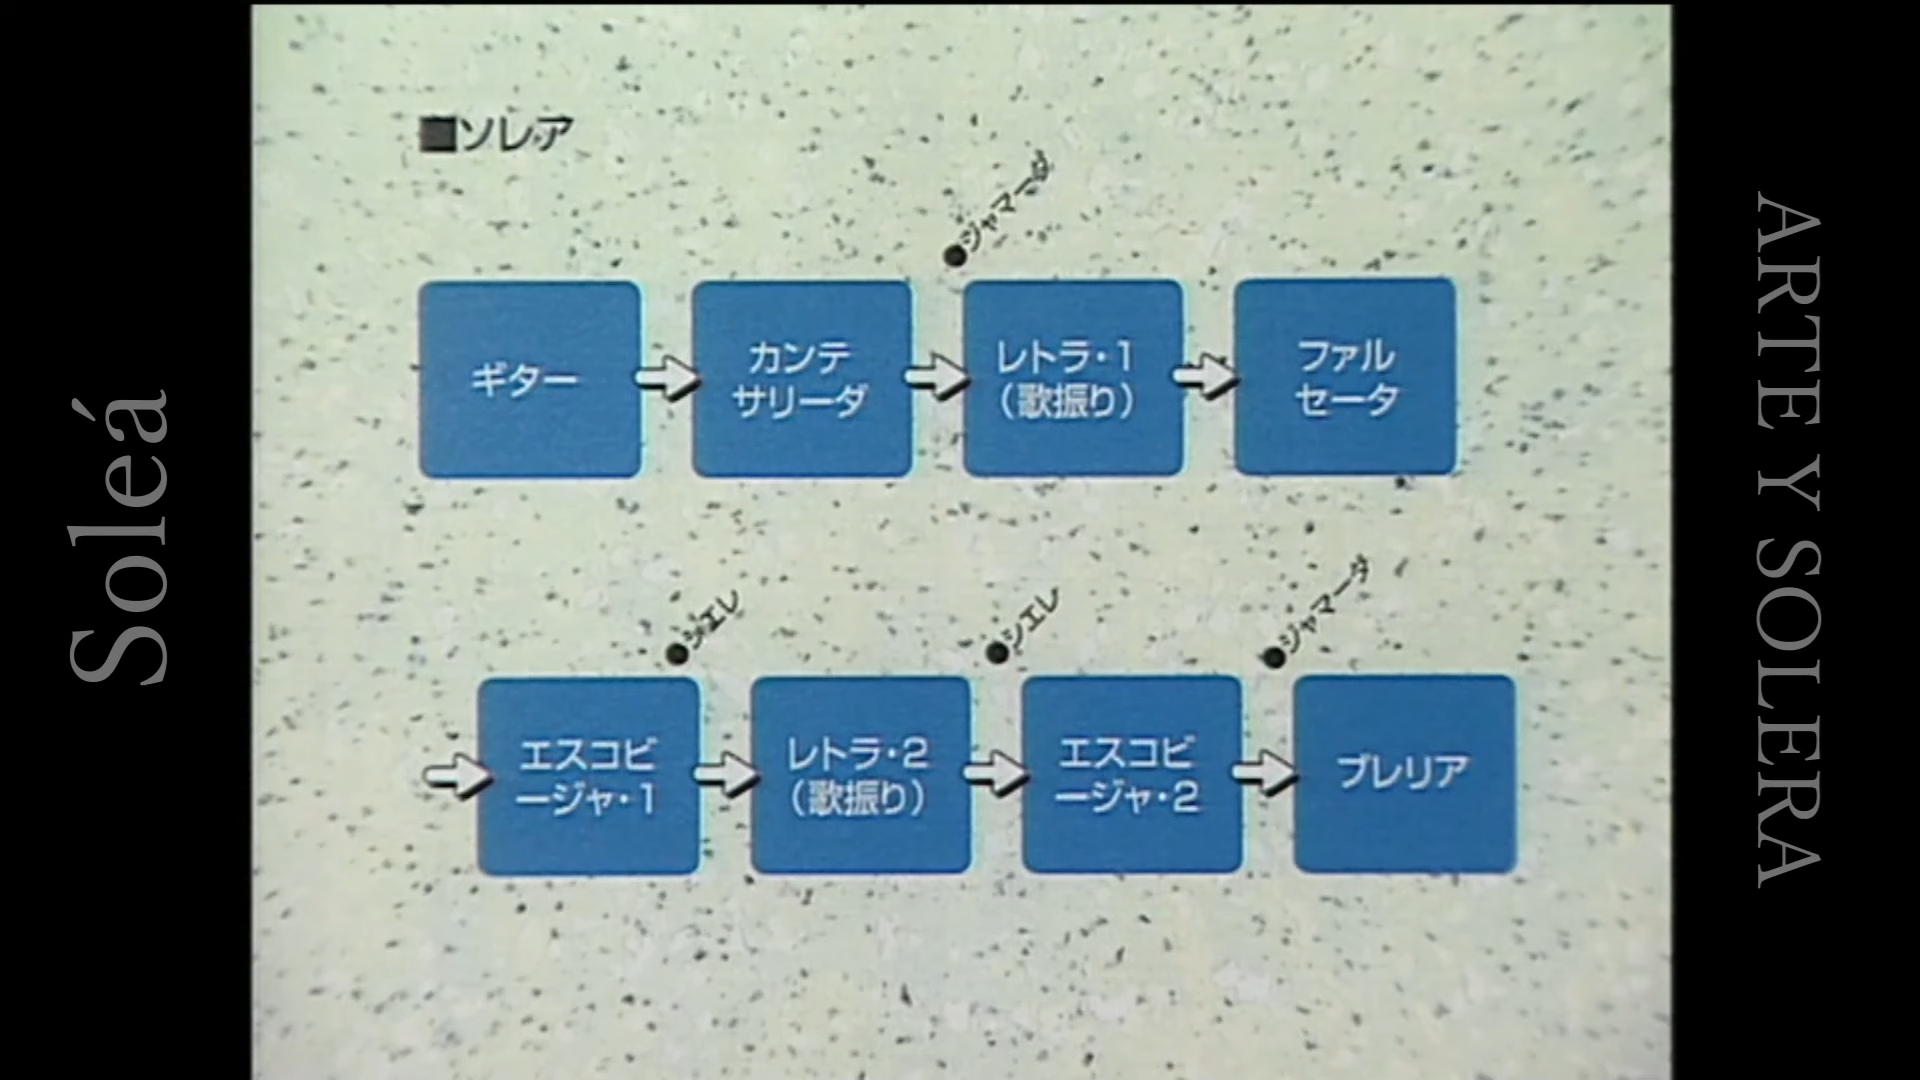 Soleá
■ソレア
●ジャマーダ
ギター
カンテ
サリーダ
レトラ・1
(歌振り)
ファル
セータ
●シエレ
●シエレ
●ジャマーダ
エスコビ
ージャ・1
レトラ・2
(歌振り)
エスコビ
ージャ・2
ブレリア
ARTE Y SOLERA